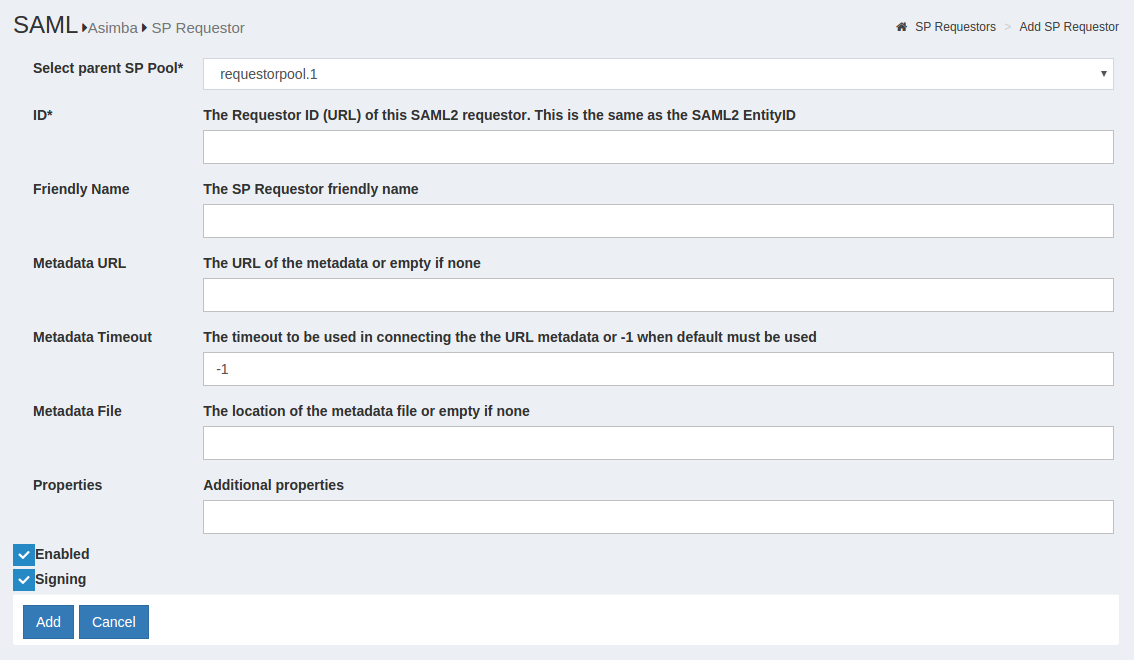 SAML Asimba SP Requestor
SP Requestors > Add SP Requestor
Select parent SP Pool* requestorpool.1
ID* The Requestor ID (URL) of this SAML2 requestor. This is the same as the SAML2 EntityID
Friendly Name The SP Requestor friendly name
Metadata URL The URL of the metadata or empty if none
Metadata Timeout The timeout to be used in connecting the the URL metadata or -1 when default must be used
-1
Metadata File The location of the metadata file or empty if none
Properties Additional properties
Enabled
Signing
Add Cancel